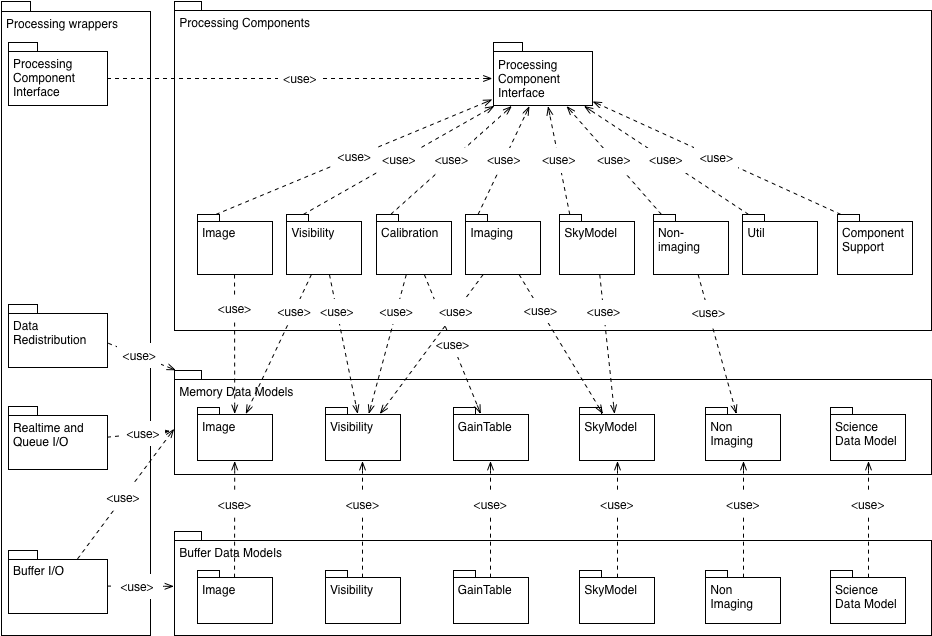 Processing wrappers
Processing Components
Processing
Component
Interface
<use>
Processing
Component
Interface
<use>
<use>
<use>
<use>
<use>
<use>
<use>
<use>
Image
Visibility
Calibration
Imaging
SkyModel
Non-
imaging
Util
Component
Support
<use>
<use>
<use>
<use>
<use>
<use>
<use>
<use>
<use>
Data
Redistribution
<use>
Memory Data Models
Realtime and
Queue I/O
<use>
Image
Visibility
GainTable
SkyModel
Non
Imaging
Science
Data Model
<use>
<use>
<use>
<use>
<use>
<use>
<use>
Buffer Data Models
Buffer I/O
<use>
Image
Visibility
GainTable
SkyModel
Non
Imaging
Science
Data Model